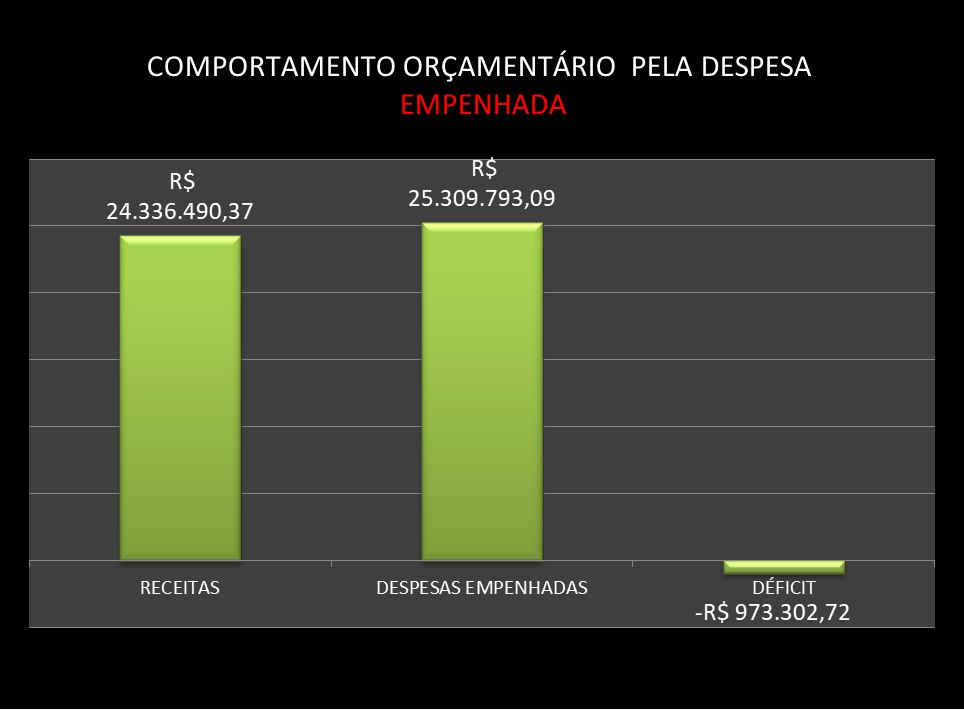 COMPORTAMENTO ORÇAMENTÁRIO PELA DESPESA
EMPENHADA
R$
24.336.490,37
R$
25.309.793,09
RECEITAS
DESPESAS EMPENHADAS
DÉFICIT
-R$ 973.302,72